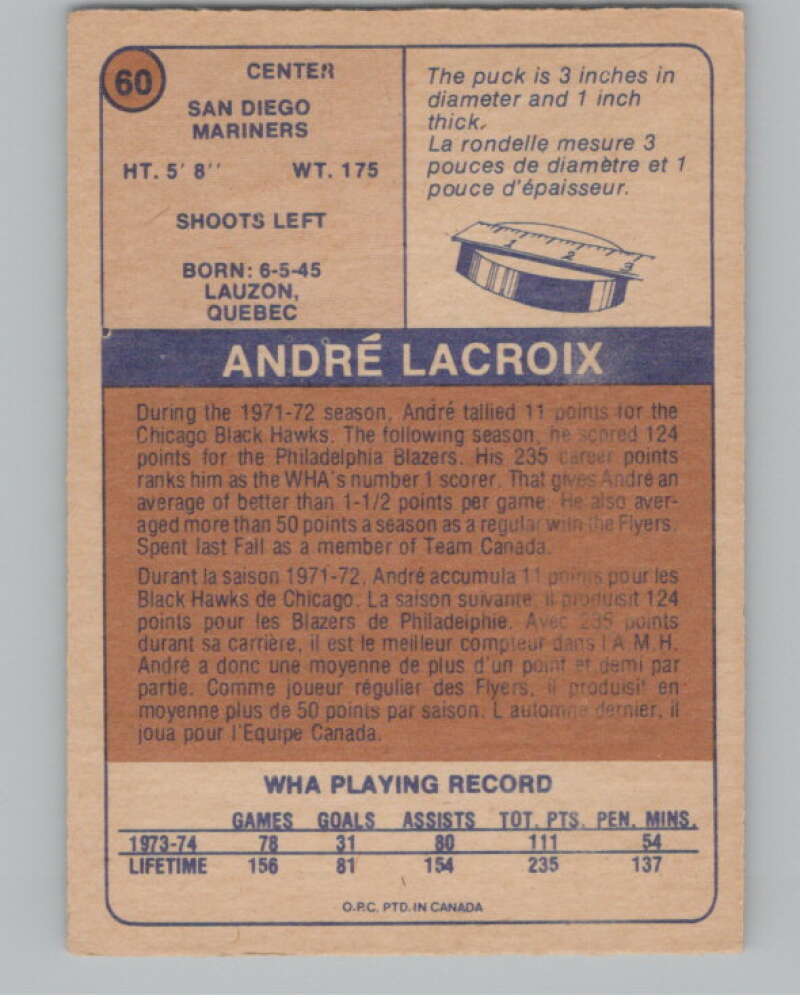 60
CENTER
SAN DIEGO
MARINERS
HT. 5' 8'' WT. 175
SHOOTS LEFT
BORN: 6-5-45
LAUZON,
QUEBEC
The puck is 3 inches in
diameter and 1 inch
thick.
La rondelle mesure 3
pouces de diamètre et 1
pouce d'épaisseur.
1 2 3
ANDRÉ LACROIX
During the 1971-72 season, André tallied 11 points for the
Chicago Black Hawks. The following season, he scored 124
points for the Philadelphia Blazers. His 235 career points
ranks him as the WHA's number 1 scorer. That gives André an
average of better than 1-1/2 points per game. He also aver-
aged more than 50 points a season as a regular with the Flyers.
Spent last Fall as a member of Team Canada.
Durant la saison 1971-72, André accumula 11 points pour les
Black Hawks de Chicago. La saison suivante, il produisit 124
points pour les Blazers de Philadelphie. Avec 235 points
durant sa carrière, il est le meilleur compteur dans l'A.M.H.
André a donc une moyenne de plus d'un point et demi par
partie. Comme joueur régulier des Flyers, il produisit en
moyenne plus de 50 points par saison. L'automne dernier, il
joua pour l'Equipe Canada.
WHA PLAYING RECORD
GAMES GOALS ASSISTS TOT. PTS. PEN. MINS.
1973-74 78 31 80 111 54
LIFETIME 156 81 154 235 137
O.P.C. PTD. IN CANADA